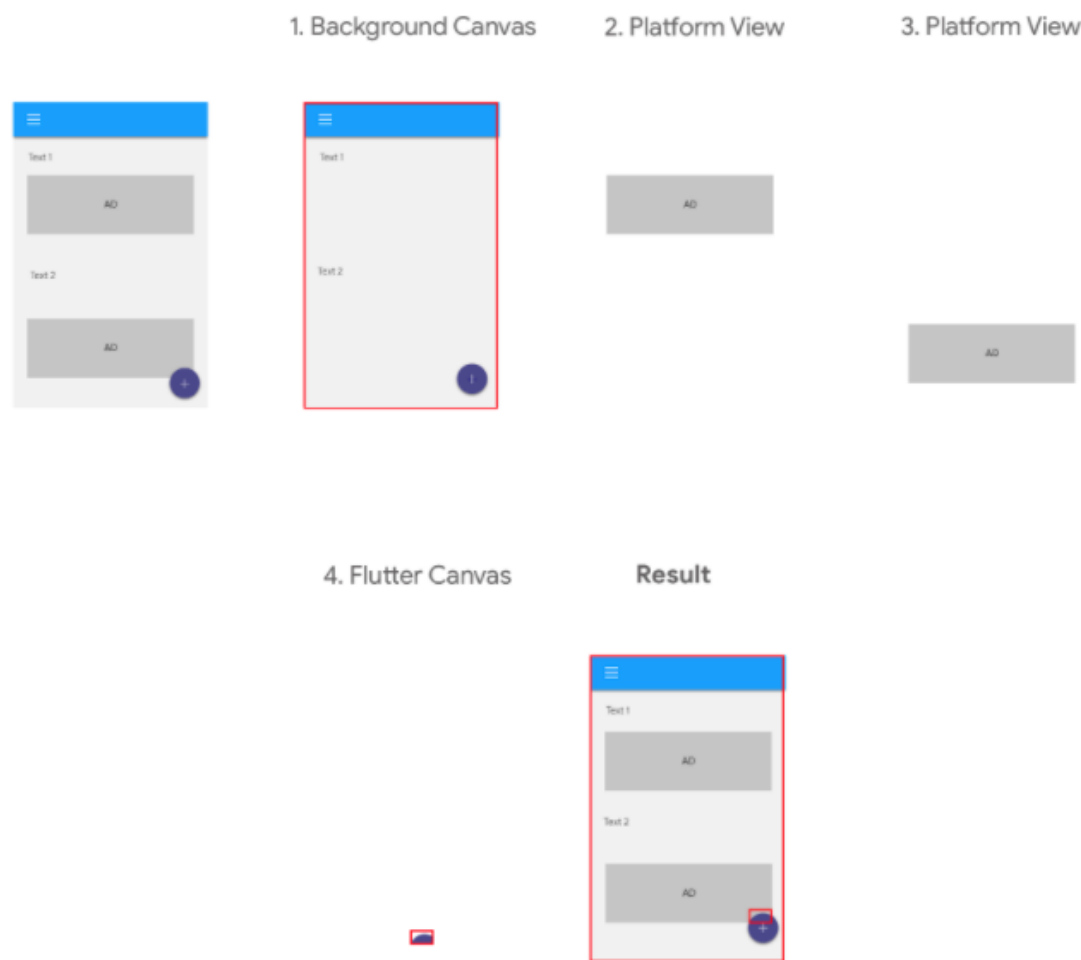 1. Background Canvas
2. Platform View
3. Platform View
Text 1
AD
Text 2
AD
+
Text 1
Text 2
AD
AD
4. Flutter Canvas
Result
Text 1
AD
Text 2
AD
+